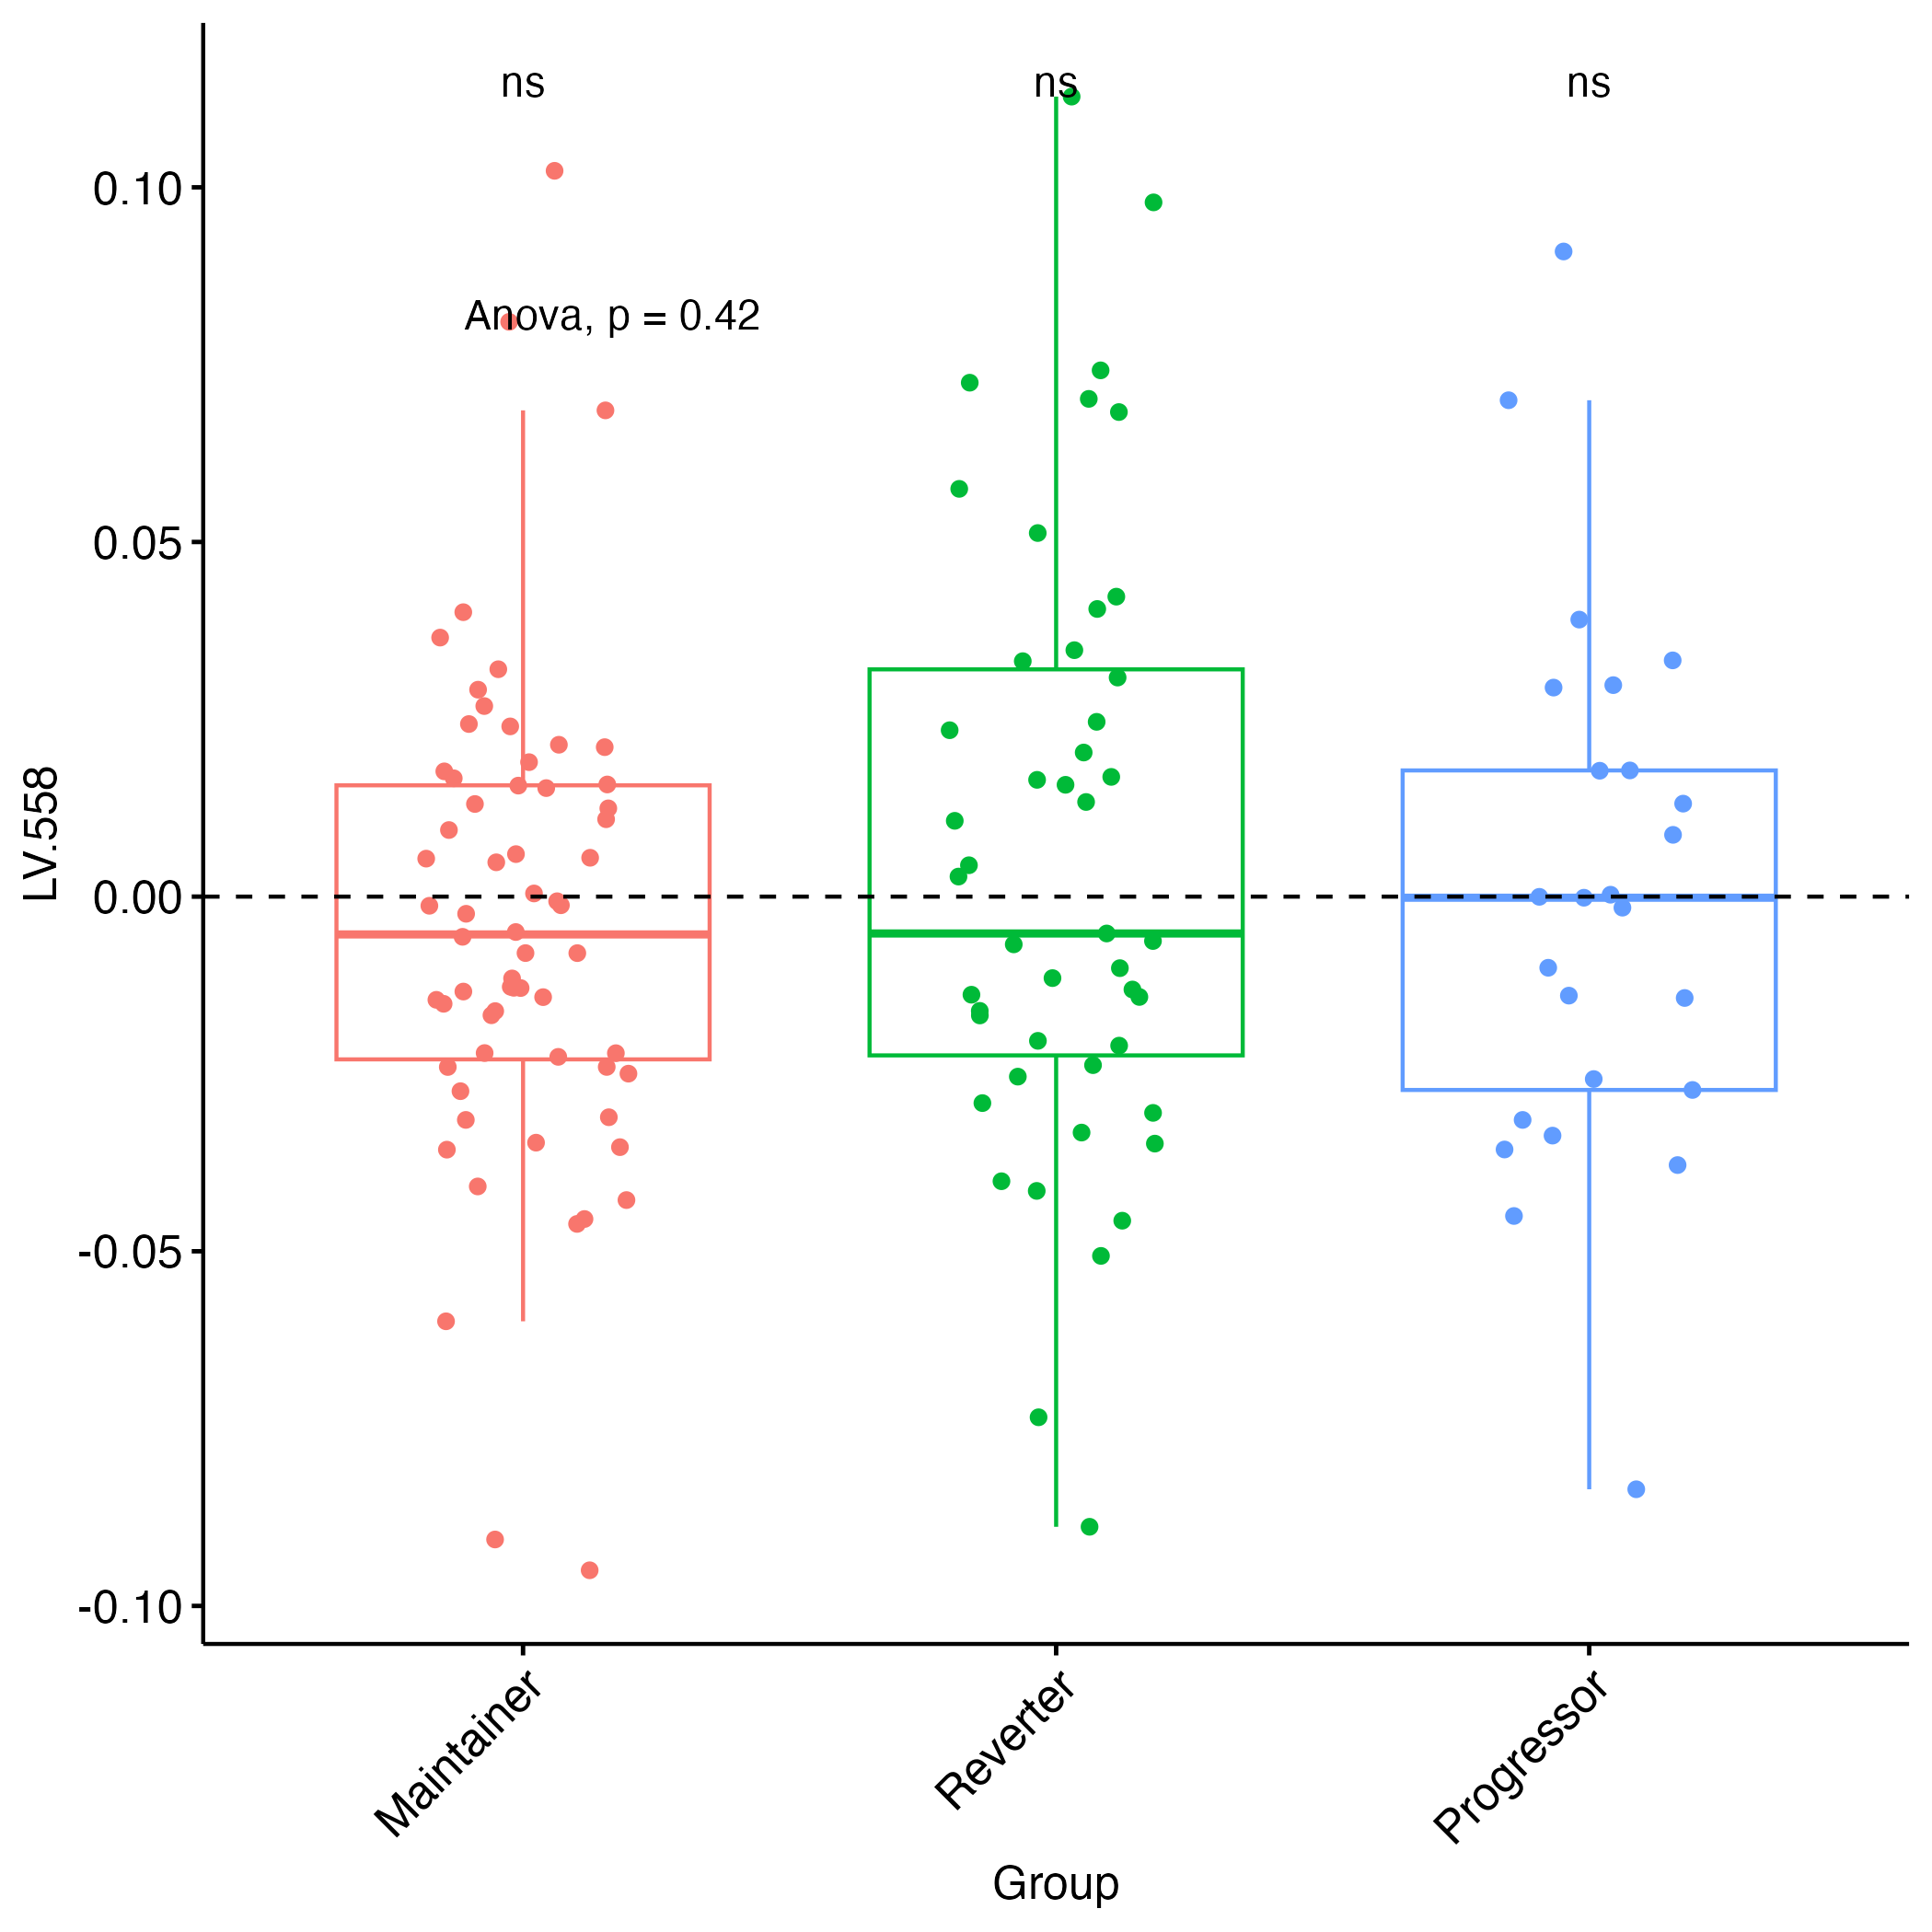 ns
ns
ns
0.10
Anova, p = 0.42
0.05
LV.558
0.00
-0.05
-0.10
Maintainer
Reverter
Progressor
Group